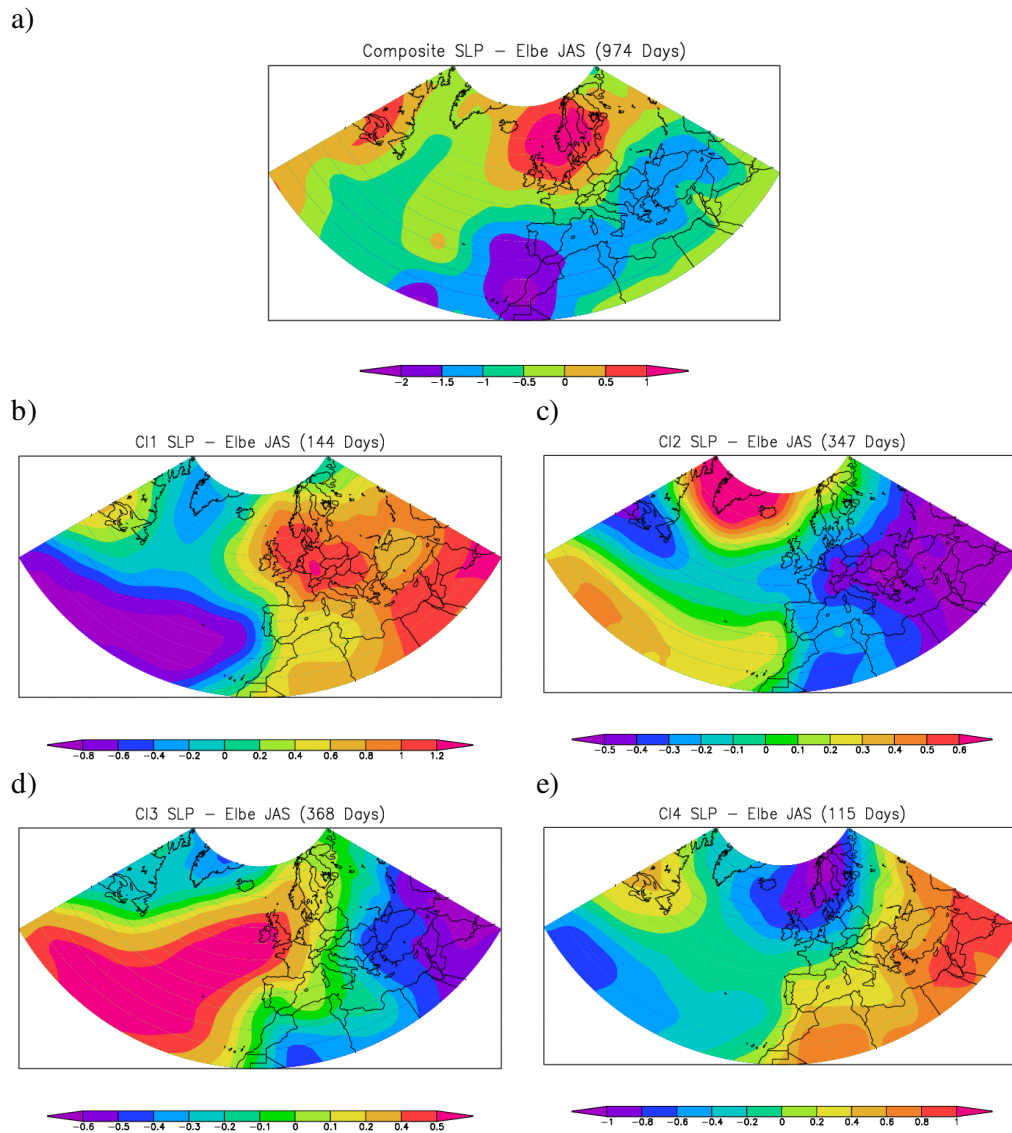 a)
Composite SLP – Elbe JAS (974 Days)
-2 -1.5 -1 -0.5 0 0.5 1
b)
Cl1 SLP – Elbe JAS (144 Days)
-0.8 -0.6 -0.4 -0.2 0 0.2 0.4 0.6 0.8 1 1.2
c)
Cl2 SLP – Elbe JAS (347 Days)
-0.5 -0.4 -0.3 -0.2 -0.1 0 0.1 0.2 0.3 0.4 0.5 0.6
d)
Cl3 SLP – Elbe JAS (368 Days)
-0.6 -0.5 -0.4 -0.3 -0.2 -0.1 0 0.1 0.2 0.3 0.4 0.5
e)
Cl4 SLP – Elbe JAS (115 Days)
-1 -0.8 -0.6 -0.4 -0.2 0 0.2 0.4 0.6 0.8 1